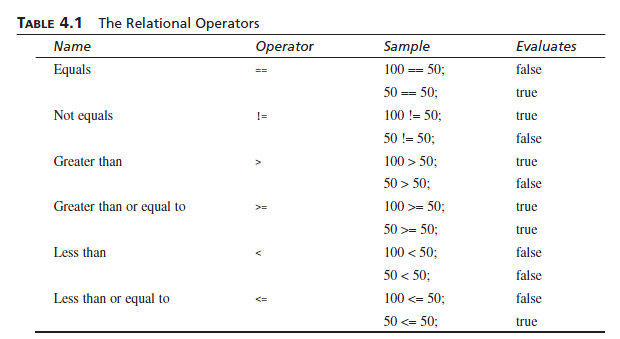 TABLE 4.1 The Relational Operators
Name Operator Sample Evaluates
Equals == 100 == 50; false
50 == 50; true
Not equals != 100 != 50; true
50 != 50; false
Greater than > 100 > 50; true
50 > 50; false
Greater than or equal to >= 100 >= 50; true
50 >= 50; true
Less than < 100 < 50; false
50 < 50; false
Less than or equal to <= 100 <= 50; false
50 <= 50; true